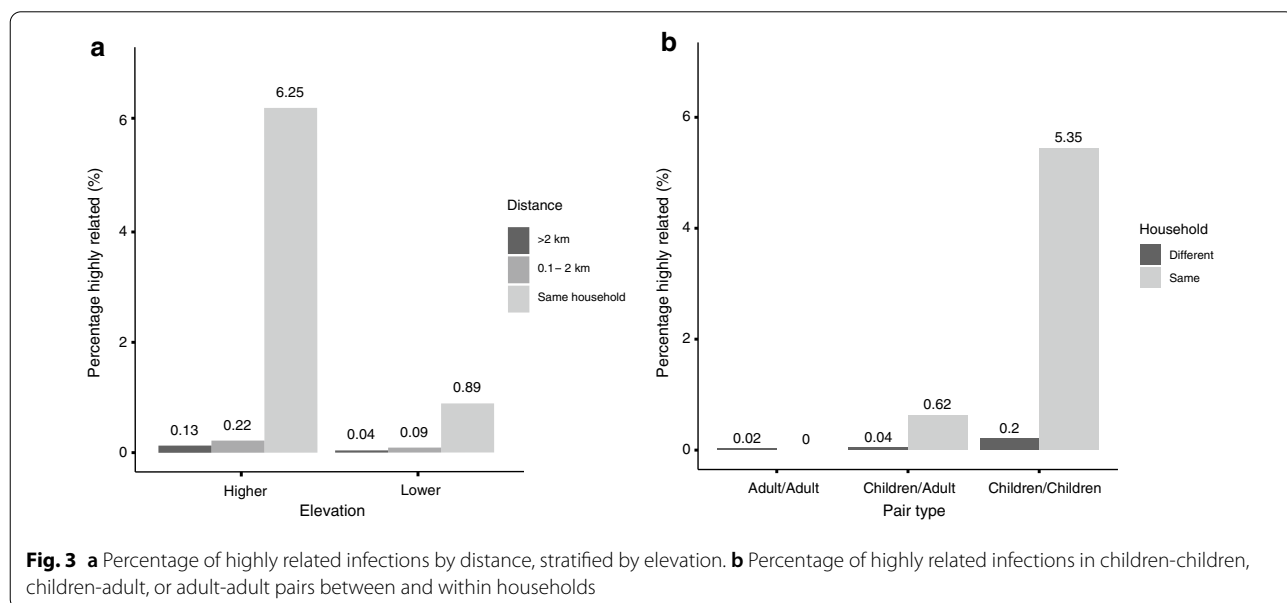 a
Percentage highly related (%)
6
4
2
0
6.25
0.89
0.13
0.22
0.04
0.09
Higher
Lower
Elevation
Distance
>2 km
0.1– 2 km
Same household
b
Percentage highly related (%)
6
4
2
0
5.35
0.62
0.02
0
0.04
0.2
Adult/Adult
Children/Adult
Children/Children
Pair type
Household
Different
Same
Fig. 3 a Percentage of highly related infections by distance, stratified by elevation. b Percentage of highly related infections in children-children,
children-adult, or adult-adult pairs between and within households